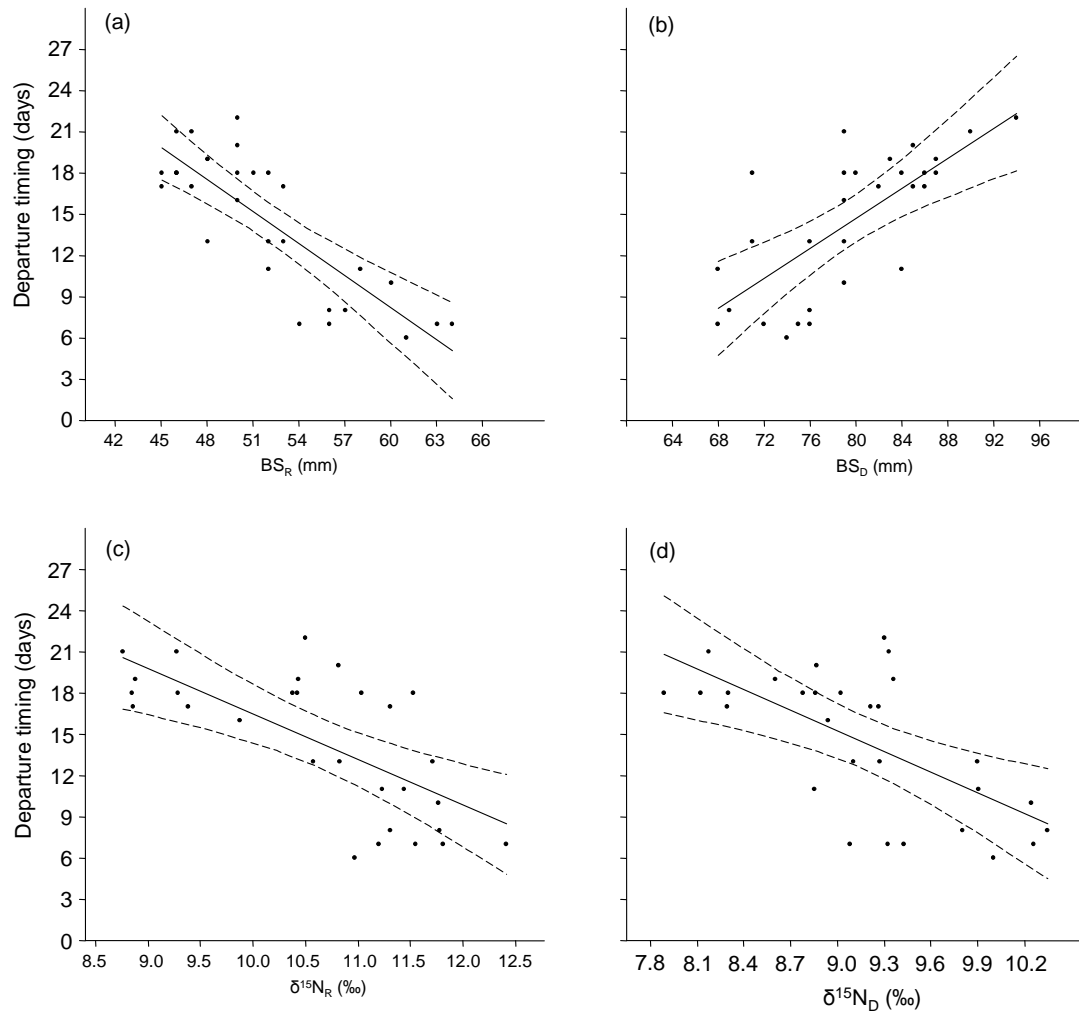 (a)
27
24
21
18
15
12
9
6
3
0
Departure timing (days)
42 45 48 51 54 57 60 63 66
BS_R (mm)
(b)
64 68 72 76 80 84 88 92 96
BS_D (mm)
(c)
27
24
21
18
15
12
9
6
3
0
Departure timing (days)
8.5 9.0 9.5 10.0 10.5 11.0 11.5 12.0 12.5
δ¹⁵N_R (‰)
(d)
7.8 8.1 8.4 8.7 9.0 9.3 9.6 9.9 10.2
δ¹⁵N_D (‰)